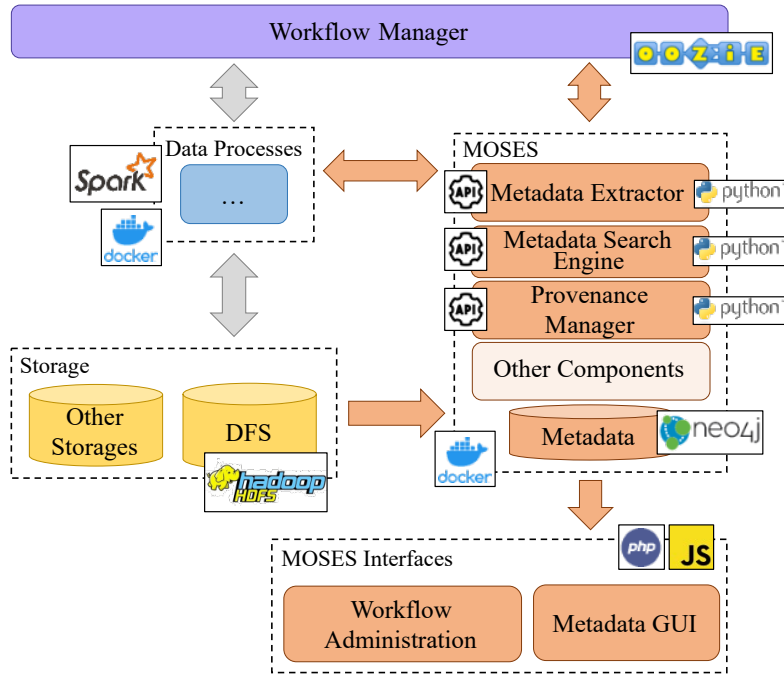 Workflow Manager
OOZiE
Data Processes
Spark
...
docker
MOSES
API
Metadata Extractor
python
API
Metadata Search
Engine
python
API
Provenance
Manager
python
Other Components
Metadata
neo4j
docker
Storage
Other
Storages
DFS
hadoop
HDFS
MOSES Interfaces
php
JS
Workflow
Administration
Metadata GUI